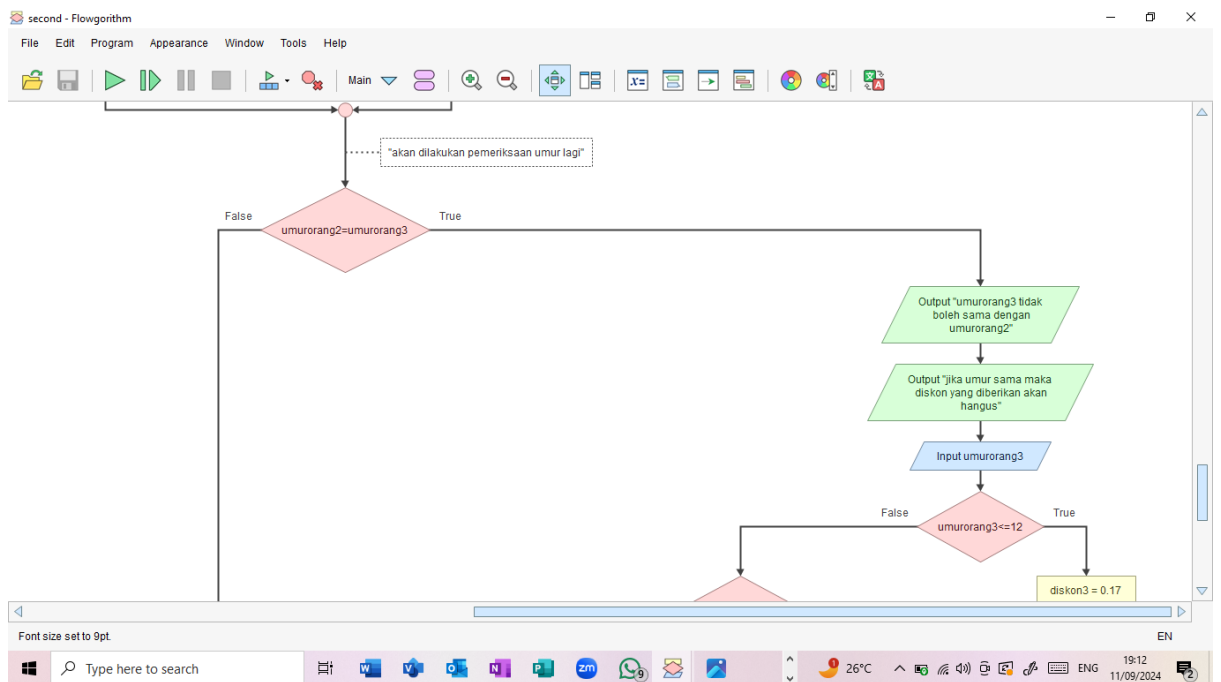 second - Flowgorithm
File Edit Program Appearance Window Tools Help
Main
"akan dilakukan pemeriksaan umur lagi"
False
True
umurorang2=umurorang3
Output "umurorang3 tidak
boleh sama dengan
umurorang2"
Output "jika umur sama maka
diskon yang diberikan akan
hangus"
Input umurorang3
False
True
umurorang3<=12
diskon3 = 0.17
Font size set to 9pt.
EN
Type here to search
26°C
ENG
19:12
11/09/2024